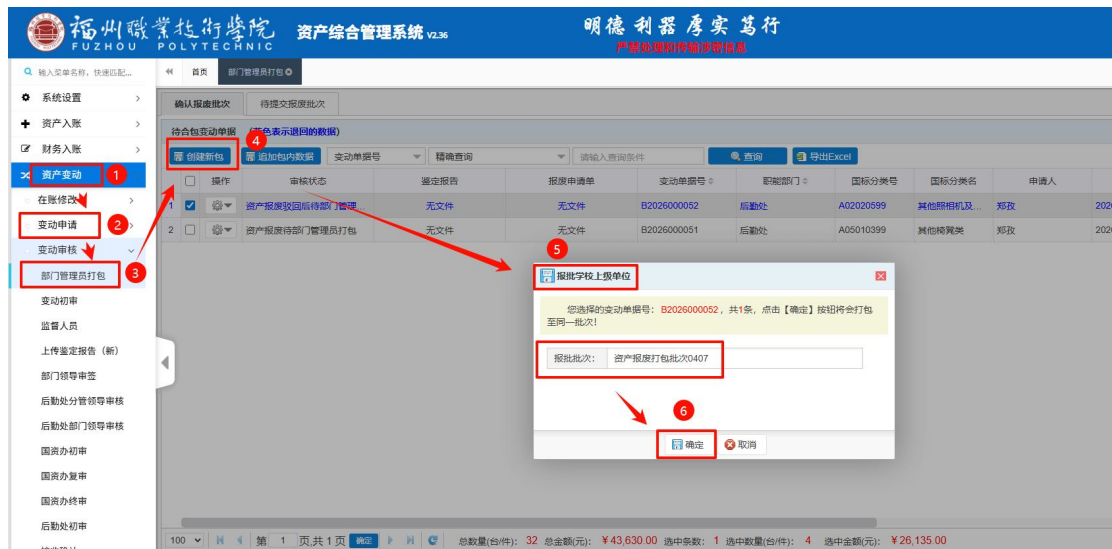 福州职业技术学院 资产综合管理系统 V2.36 明德 利器 厚实 笃行
FUZHOU POLYTECHNIC
输入菜单名称，快速匹配... 首页 部门管理员打包
系统设置
资产入账
财务入账
资产变动 1
在账修改
变动申请 2
变动审核
部门管理员打包 3
变动初审
监督人员
上传鉴定报告（新）
部门领导审签
后勤处分管领导审核
后勤处部门领导审核
国资办初审
国资办复审
国资办终审
后勤处初审
确认报废批次 待提交报废批次
待合包变动单据 （蓝色表示退回的数据）
4
创建新包 追加包内数据 变动单据号 精确查询 请输入查询条件 查询 导出Excel
操作 审核状态 鉴定报告 报废申请单 变动单据号 职能部门 国标分类号 国标分类名 申请人
1 资产报废驳回后待部门管理... 无文件 无文件 B2026000052 后勤处 A02020599 其他照相机及... 郑孜 202
2 资产报废待部门管理员打包 无文件 无文件 B2026000051 后勤处 A05010399 其他椅凳类 郑孜 202
5
报批学校上级单位
您选择的变动单据号：B2026000052，共1条，点击【确定】按钮将会打包
至同一批次！
报批批次： 资产报废打包批次0407
6
确定 取消
100 第 1 页,共 1 页 确定 总数量(台/件)： 32 总金额(元)： ￥43,630.00 选中条数： 1 选中数量(台/件)： 4 选中金额(元)： ￥26,135.00